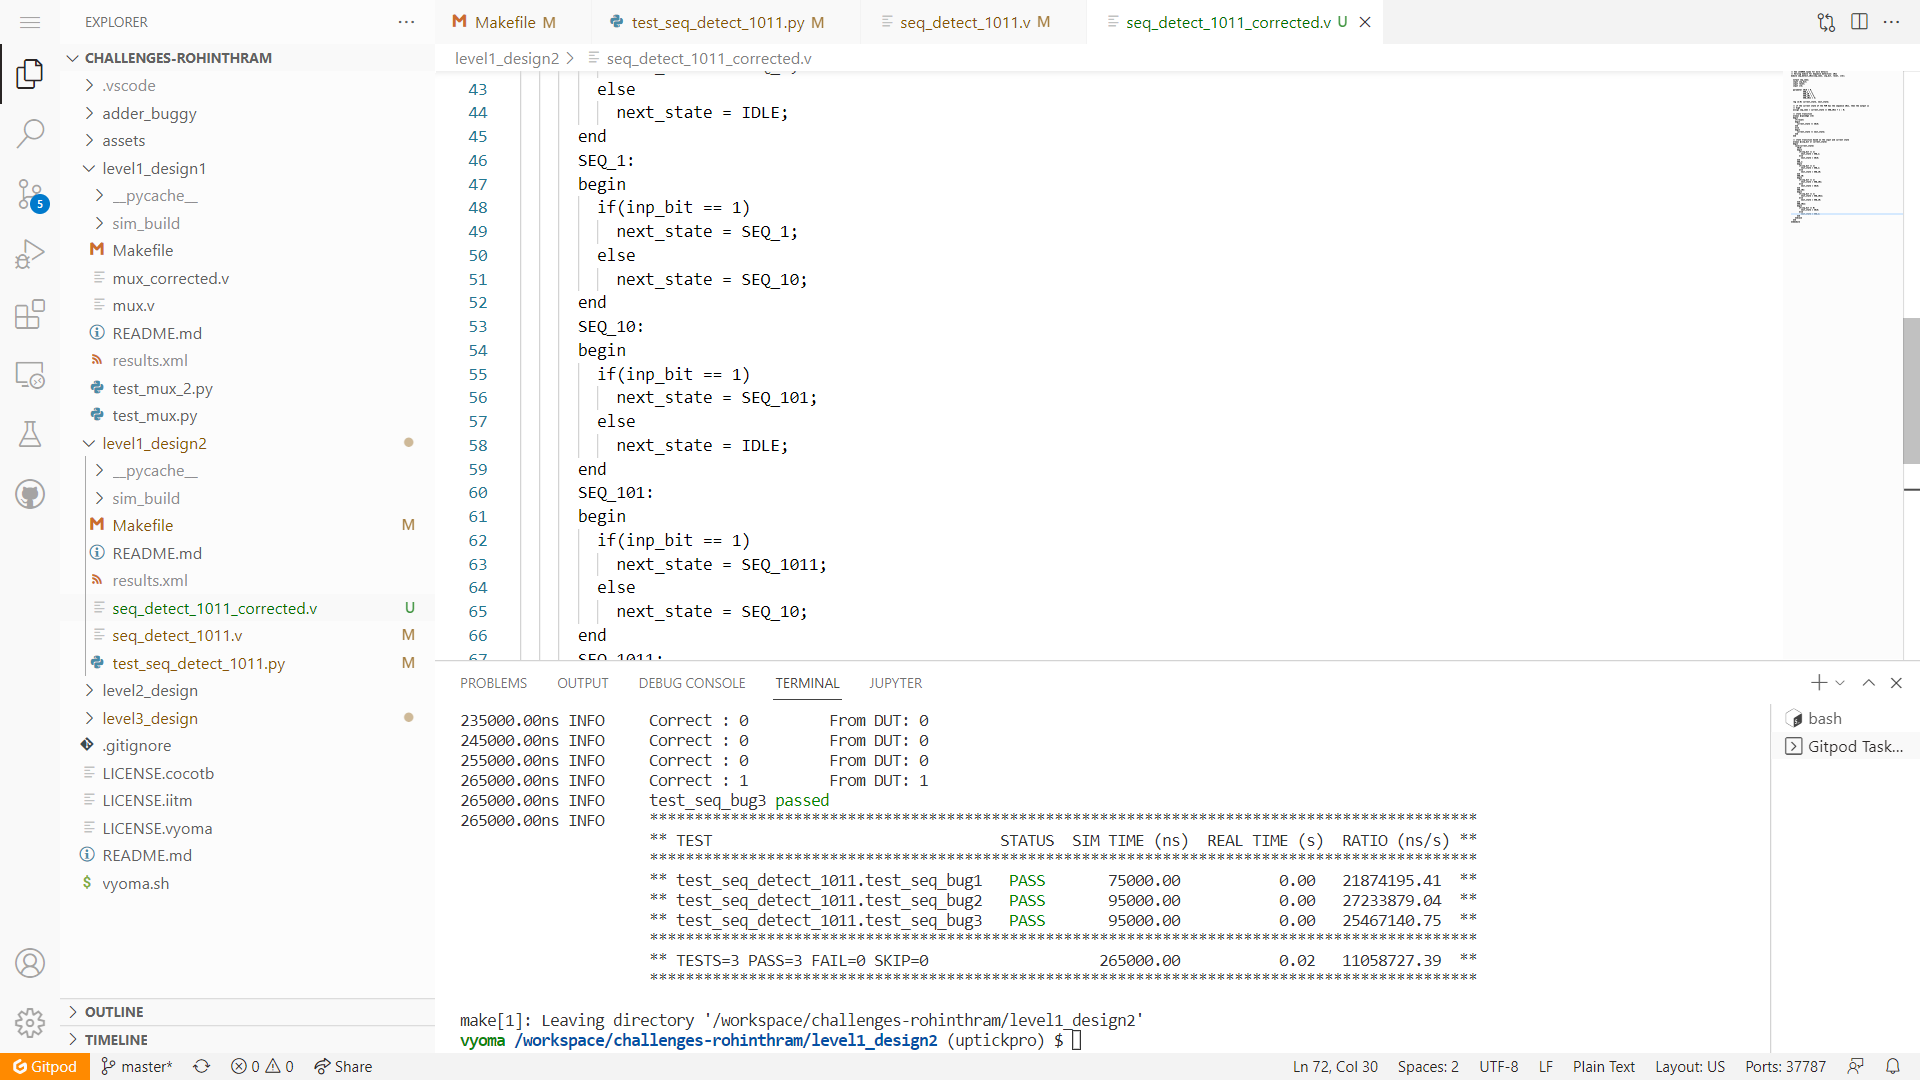 EXPLORER
CHALLENGES-ROHINTHRAM
.vscode
adder_buggy
assets
level1_design1
__pycache__
sim_build
Makefile
mux_corrected.v
mux.v
README.md
results.xml
test_mux_2.py
test_mux.py
level1_design2
__pycache__
sim_build
Makefile M
README.md
results.xml
seq_detect_1011_corrected.v U
seq_detect_1011.v M
test_seq_detect_1011.py M
level2_design
level3_design
.gitignore
LICENSE.cocotb
LICENSE.iitm
LICENSE.vyoma
README.md
vyoma.sh
OUTLINE
TIMELINE
5
Makefile M test_seq_detect_1011.py M seq_detect_1011.v M seq_detect_1011_corrected.v U
level1_design2 > seq_detect_1011_corrected.v
43 else
44 next_state = IDLE;
45 end
46 SEQ_1:
47 begin
48 if(inp_bit == 1)
49 next_state = SEQ_1;
50 else
51 next_state = SEQ_10;
52 end
53 SEQ_10:
54 begin
55 if(inp_bit == 1)
56 next_state = SEQ_101;
57 else
58 next_state = IDLE;
59 end
60 SEQ_101:
61 begin
62 if(inp_bit == 1)
63 next_state = SEQ_1011;
64 else
65 next_state = SEQ_10;
66 end
67 SEQ_1011:
PROBLEMS OUTPUT DEBUG CONSOLE TERMINAL JUPYTER
235000.00ns INFO Correct : 0 From DUT: 0
245000.00ns INFO Correct : 0 From DUT: 0
255000.00ns INFO Correct : 0 From DUT: 0
265000.00ns INFO Correct : 1 From DUT: 1
265000.00ns INFO test_seq_bug3 passed
265000.00ns INFO ********************************************************************************************
** TEST STATUS SIM TIME (ns) REAL TIME (s) RATIO (ns/s) **
********************************************************************************************
** test_seq_detect_1011.test_seq_bug1 PASS 75000.00 0.00 21874195.41 **
** test_seq_detect_1011.test_seq_bug2 PASS 95000.00 0.00 27233879.04 **
** test_seq_detect_1011.test_seq_bug3 PASS 95000.00 0.00 25467140.75 **
********************************************************************************************
** TESTS=3 PASS=3 FAIL=0 SKIP=0 265000.00 0.02 11058727.39 **
********************************************************************************************
make[1]: Leaving directory '/workspace/challenges-rohinthram/level1_design2'
vyoma /workspace/challenges-rohinthram/level1_design2 (uptickpro) $
bash
Gitpod Task...
Gitpod master* 0 0 Share Ln 72, Col 30 Spaces: 2 UTF-8 LF Plain Text Layout: US Ports: 37787